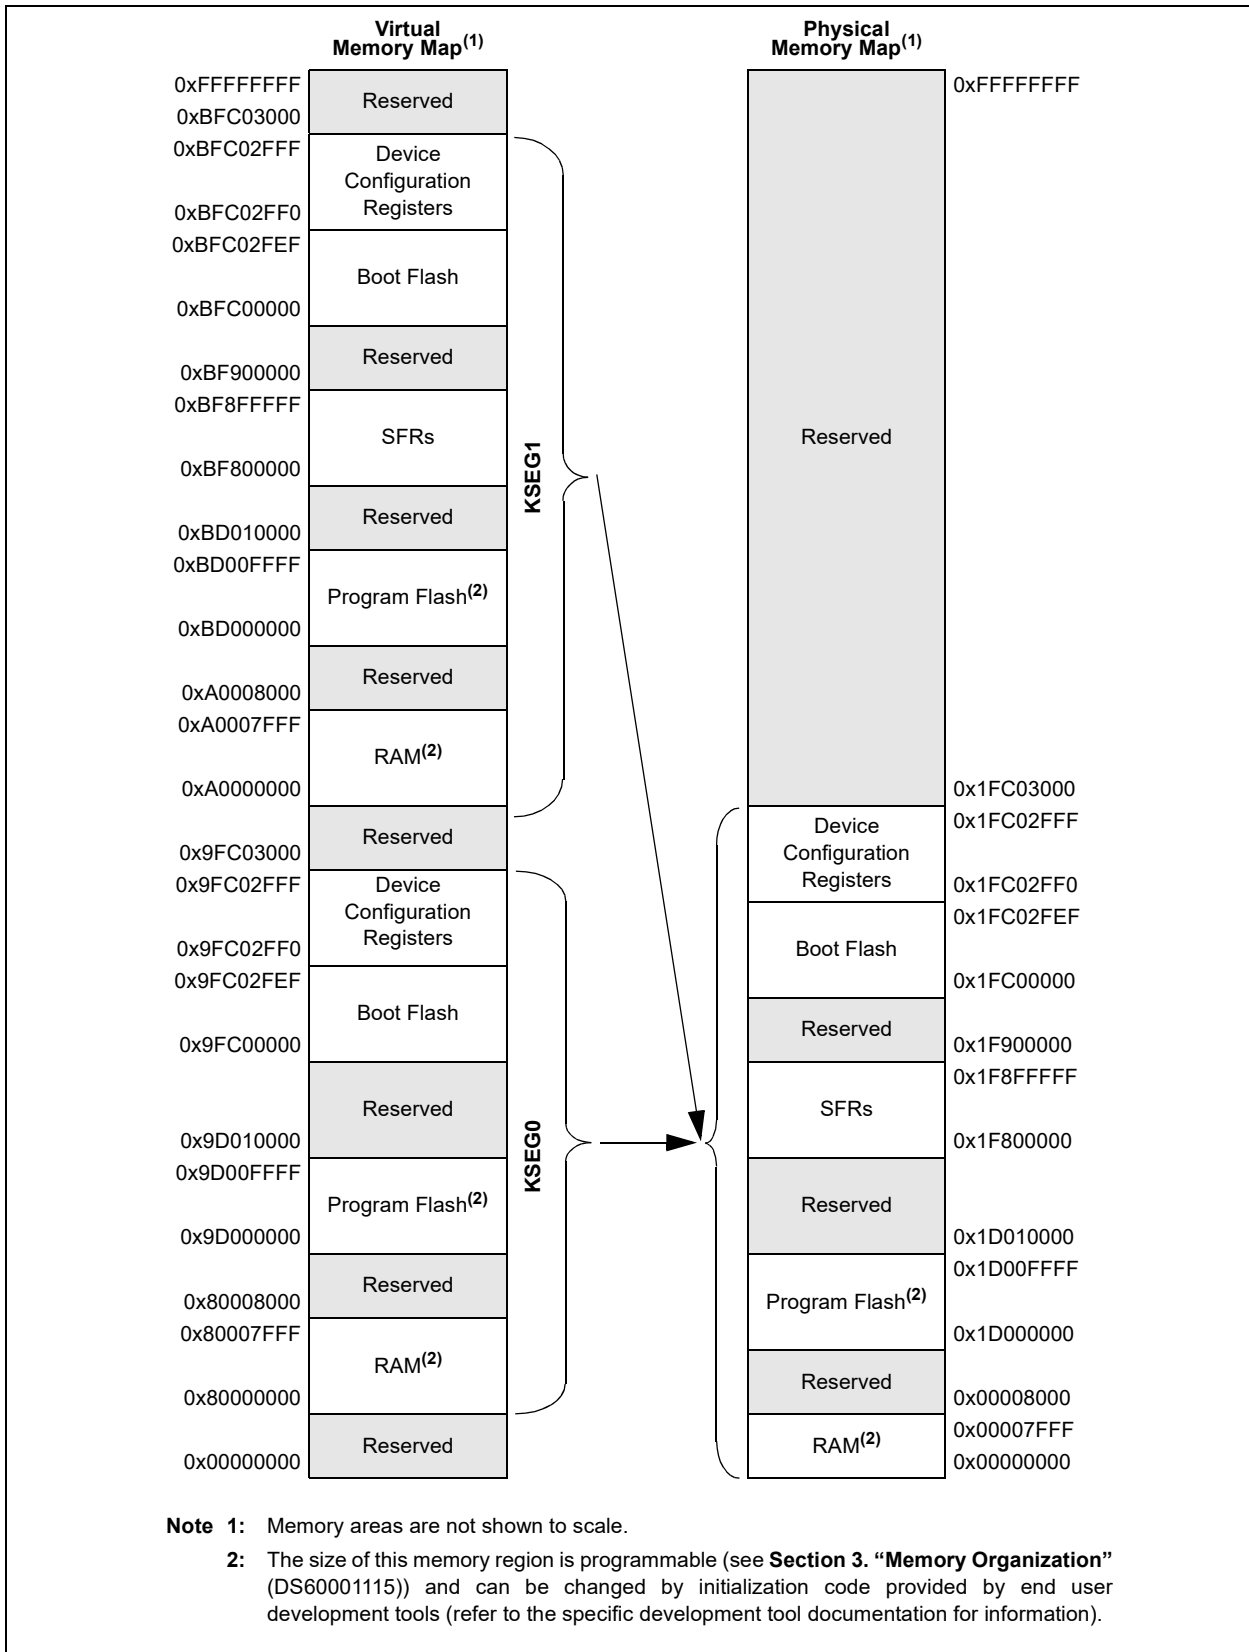 Virtual
Memory Map(1)
0xFFFFFFFF
Reserved
0xBFC03000
0xBFC02FFF
Device
Configuration
Registers
0xBFC02FF0
0xBFC02FEF
Boot Flash
0xBFC00000
Reserved
0xBF900000
0xBF8FFFFF
SFRs
0xBF800000
Reserved
0xBD010000
0xBD00FFFF
Program Flash(2)
0xBD000000
Reserved
0xA0008000
0xA0007FFF
RAM(2)
0xA0000000
KSEG1
Reserved
0x9FC03000
0x9FC02FFF
Device
Configuration
Registers
0x9FC02FF0
0x9FC02FEF
Boot Flash
0x9FC00000
Reserved
0x9D010000
0x9D00FFFF
Program Flash(2)
0x9D000000
Reserved
0x80008000
0x80007FFF
RAM(2)
0x80000000
KSEG0
Reserved
0x00000000
Physical
Memory Map(1)
0xFFFFFFFF
Reserved
0x1FC03000
0x1FC02FFF
Device
Configuration
Registers
0x1FC02FF0
0x1FC02FEF
Boot Flash
0x1FC00000
Reserved
0x1F900000
0x1F8FFFFF
SFRs
0x1F800000
Reserved
0x1D010000
0x1D00FFFF
Program Flash(2)
0x1D000000
Reserved
0x00008000
0x00007FFF
RAM(2)
0x00000000
Note 1: Memory areas are not shown to scale.
2: The size of this memory region is programmable (see Section 3. “Memory Organization”
(DS60001115)) and can be changed by initialization code provided by end user
development tools (refer to the specific development tool documentation for information).